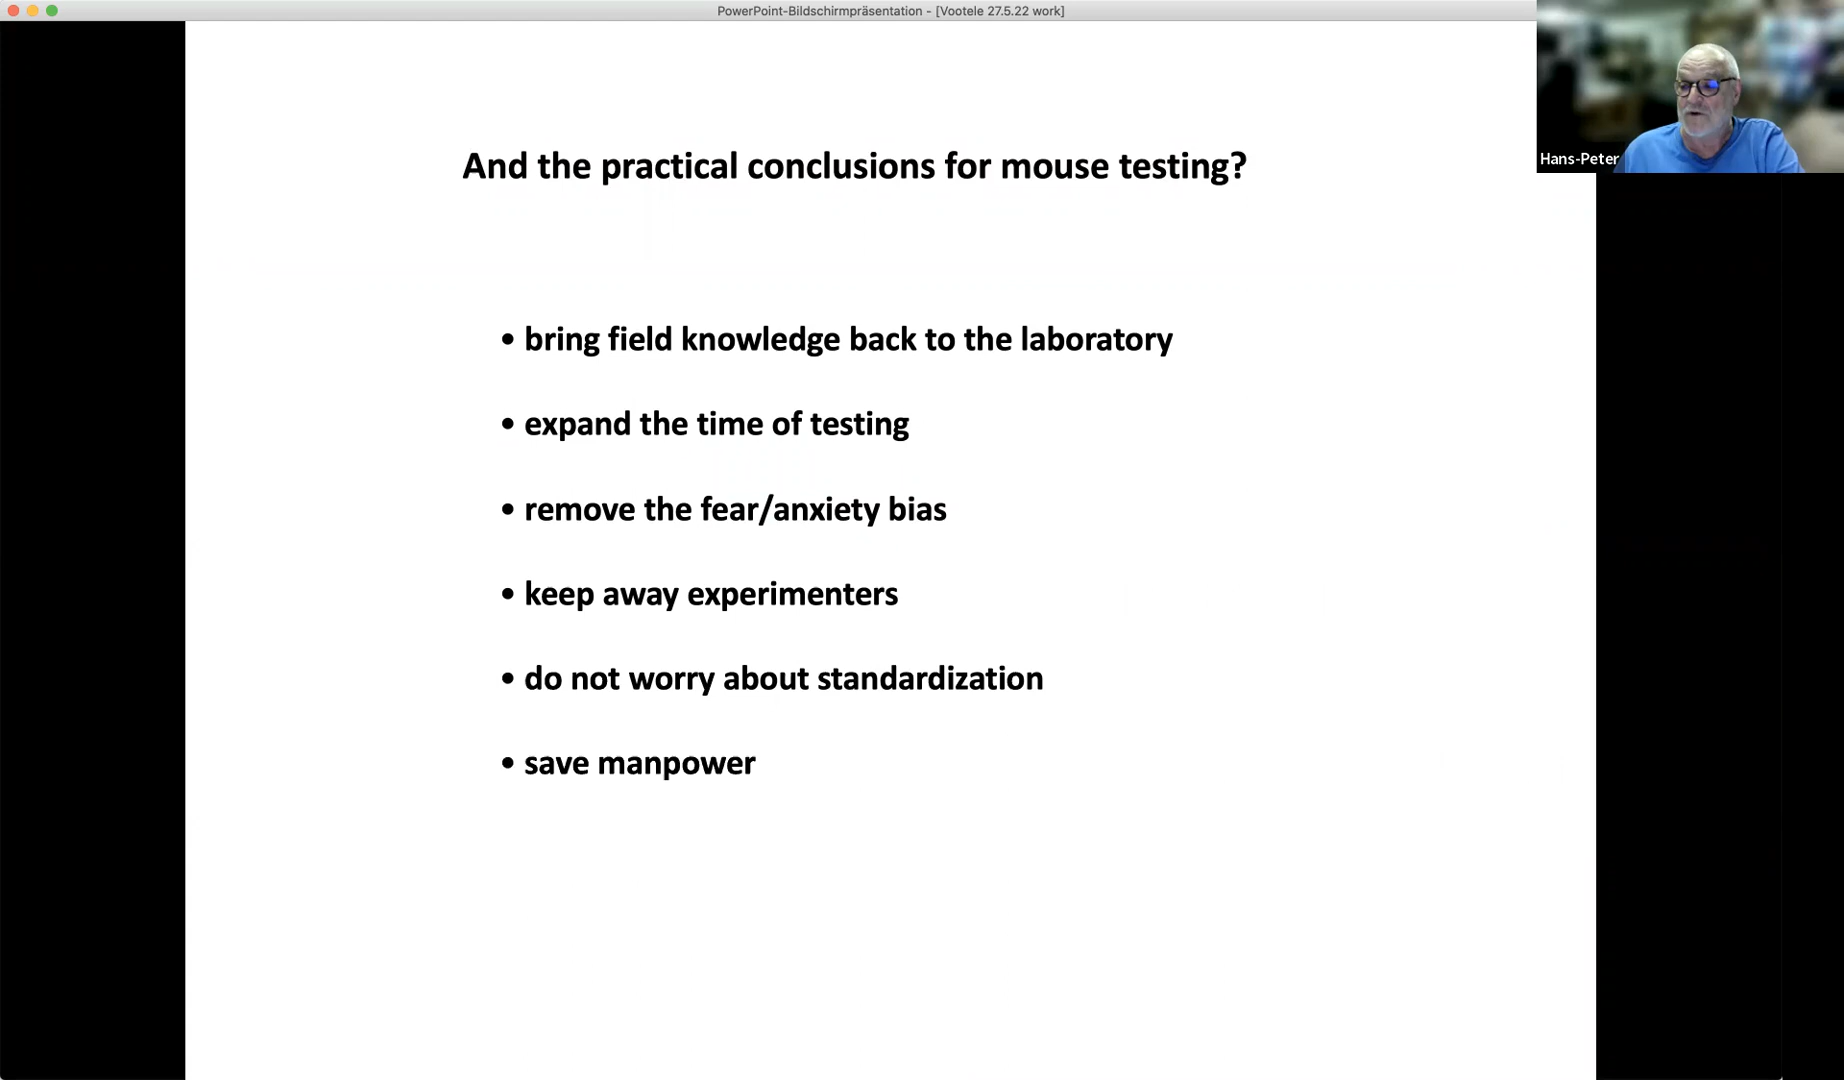 PowerPoint-Bildschirmpräsentation - [Vootele 27.5.22 work]
Hans-Peter
And the practical conclusions for mouse testing?
• bring field knowledge back to the laboratory
• expand the time of testing
• remove the fear/anxiety bias
• keep away experimenters
• do not worry about standardization
• save manpower